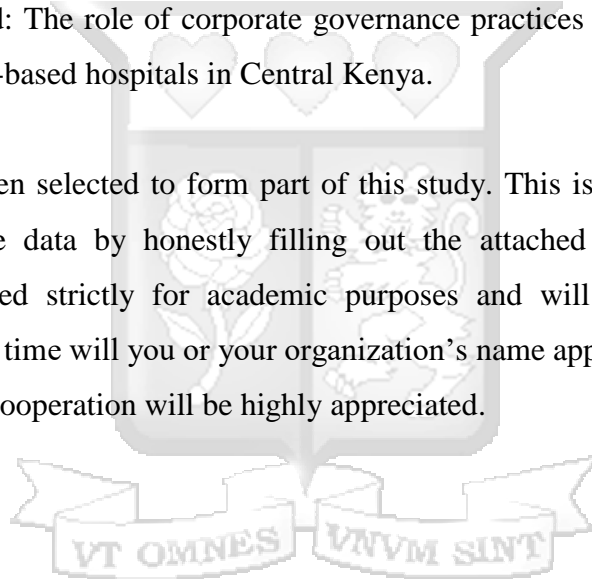 d: The role of corporate governance practices
-based hospitals in Central Kenya.
en selected to form part of this study. This is
e data by honestly filling out the attached
ed strictly for academic purposes and will
time will you or your organization’s name app
ooperation will be highly appreciated.
VT OMNES VNVM SINT